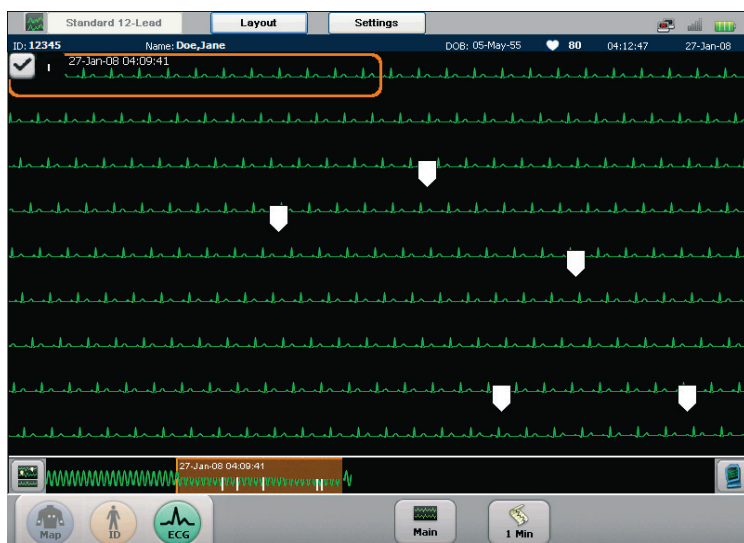 Standard 12-Lead Layout Settings
ID: 12345 Name: Doe,Jane DOB: 05-May-55 80 04:12:47 27-Jan-08
I 27-Jan-08 04:09:41
27-Jan-08 04:09:41
Map ID ECG Main 1 Min